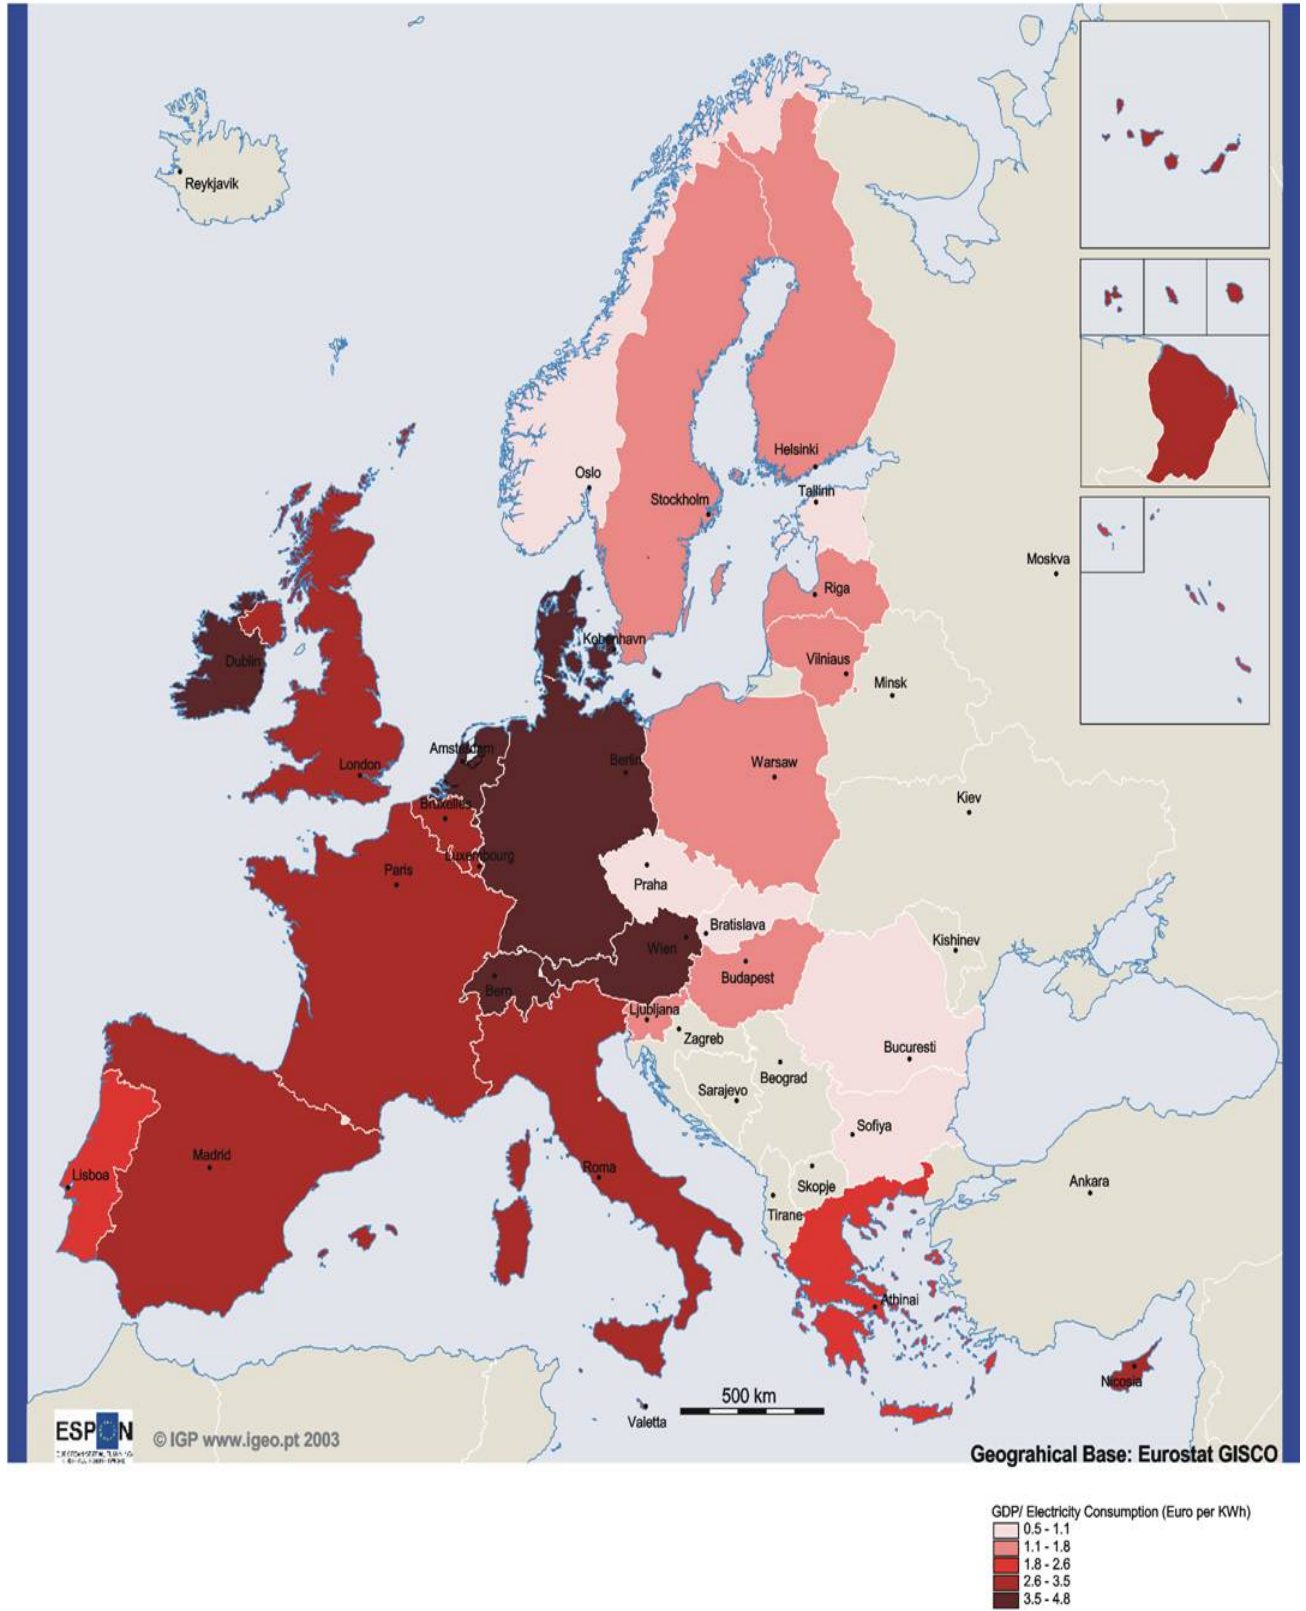 Reykjavik
Helsinki
Oslo
Tallinn
Stockholm
Moskva
Riga
Kobenhavn
Vilniaus
Dublin
Minsk
Amsterdam
London
Berlin
Warsaw
Bruxelles
Kiev
Luxembourg
Paris
Praha
Bratislava
Wien
Kishinev
Budapest
Bern
Ljubljana
Zagreb
Bucuresti
Beograd
Sarajevo
Sofiya
Madrid
Roma
Lisboa
Skopje
Ankara
Tirane
Athinai
Nicosia
500 km
Valetta
ESPON
© IGP www.igeo.pt 2003
Geograhical Base: Eurostat GISCO
GDP/ Electricity Consumption (Euro per KWh)
0.5 - 1.1
1.1 - 1.8
1.8 - 2.6
2.6 - 3.5
3.5 - 4.8